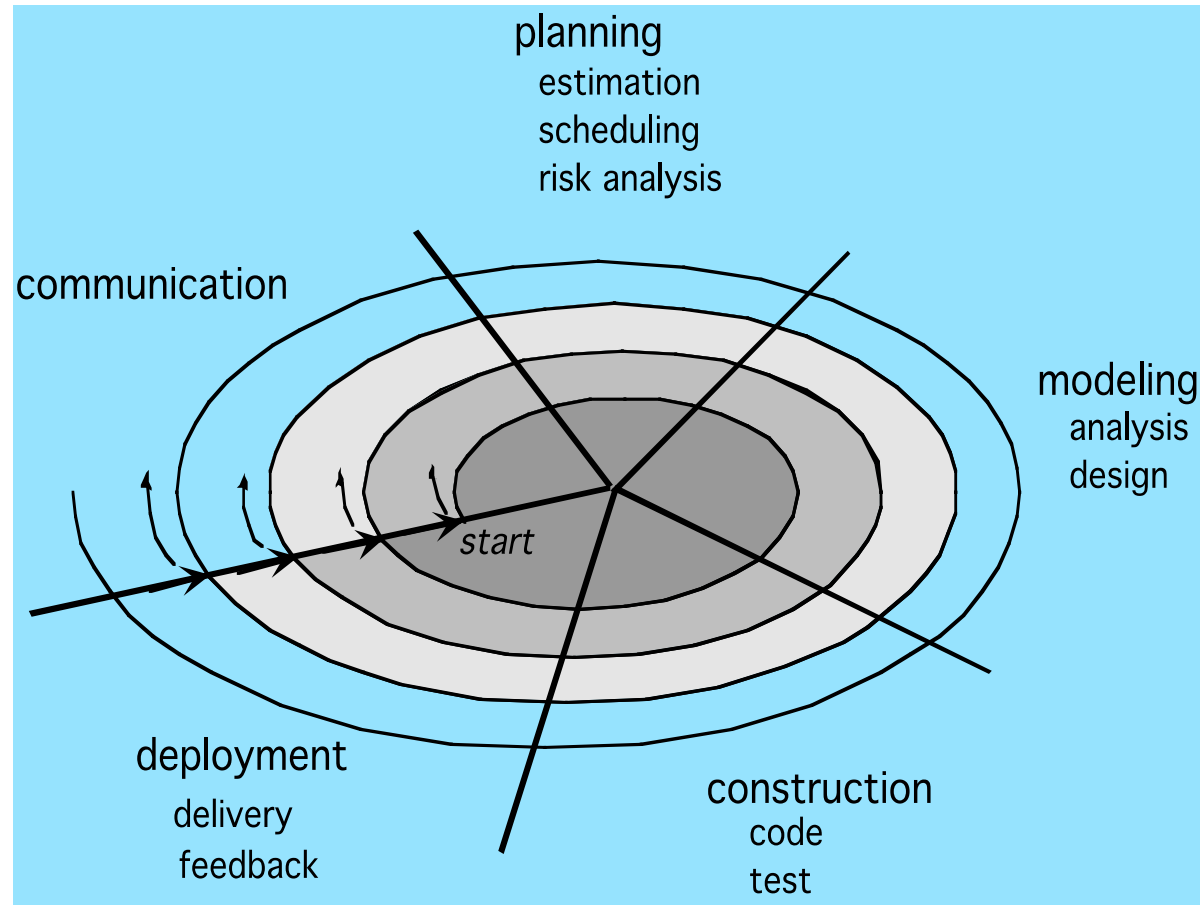 planning
estimation
scheduling
risk analysis
communication
modeling
analysis
design
start
deployment
delivery
feedback
construction
code
test